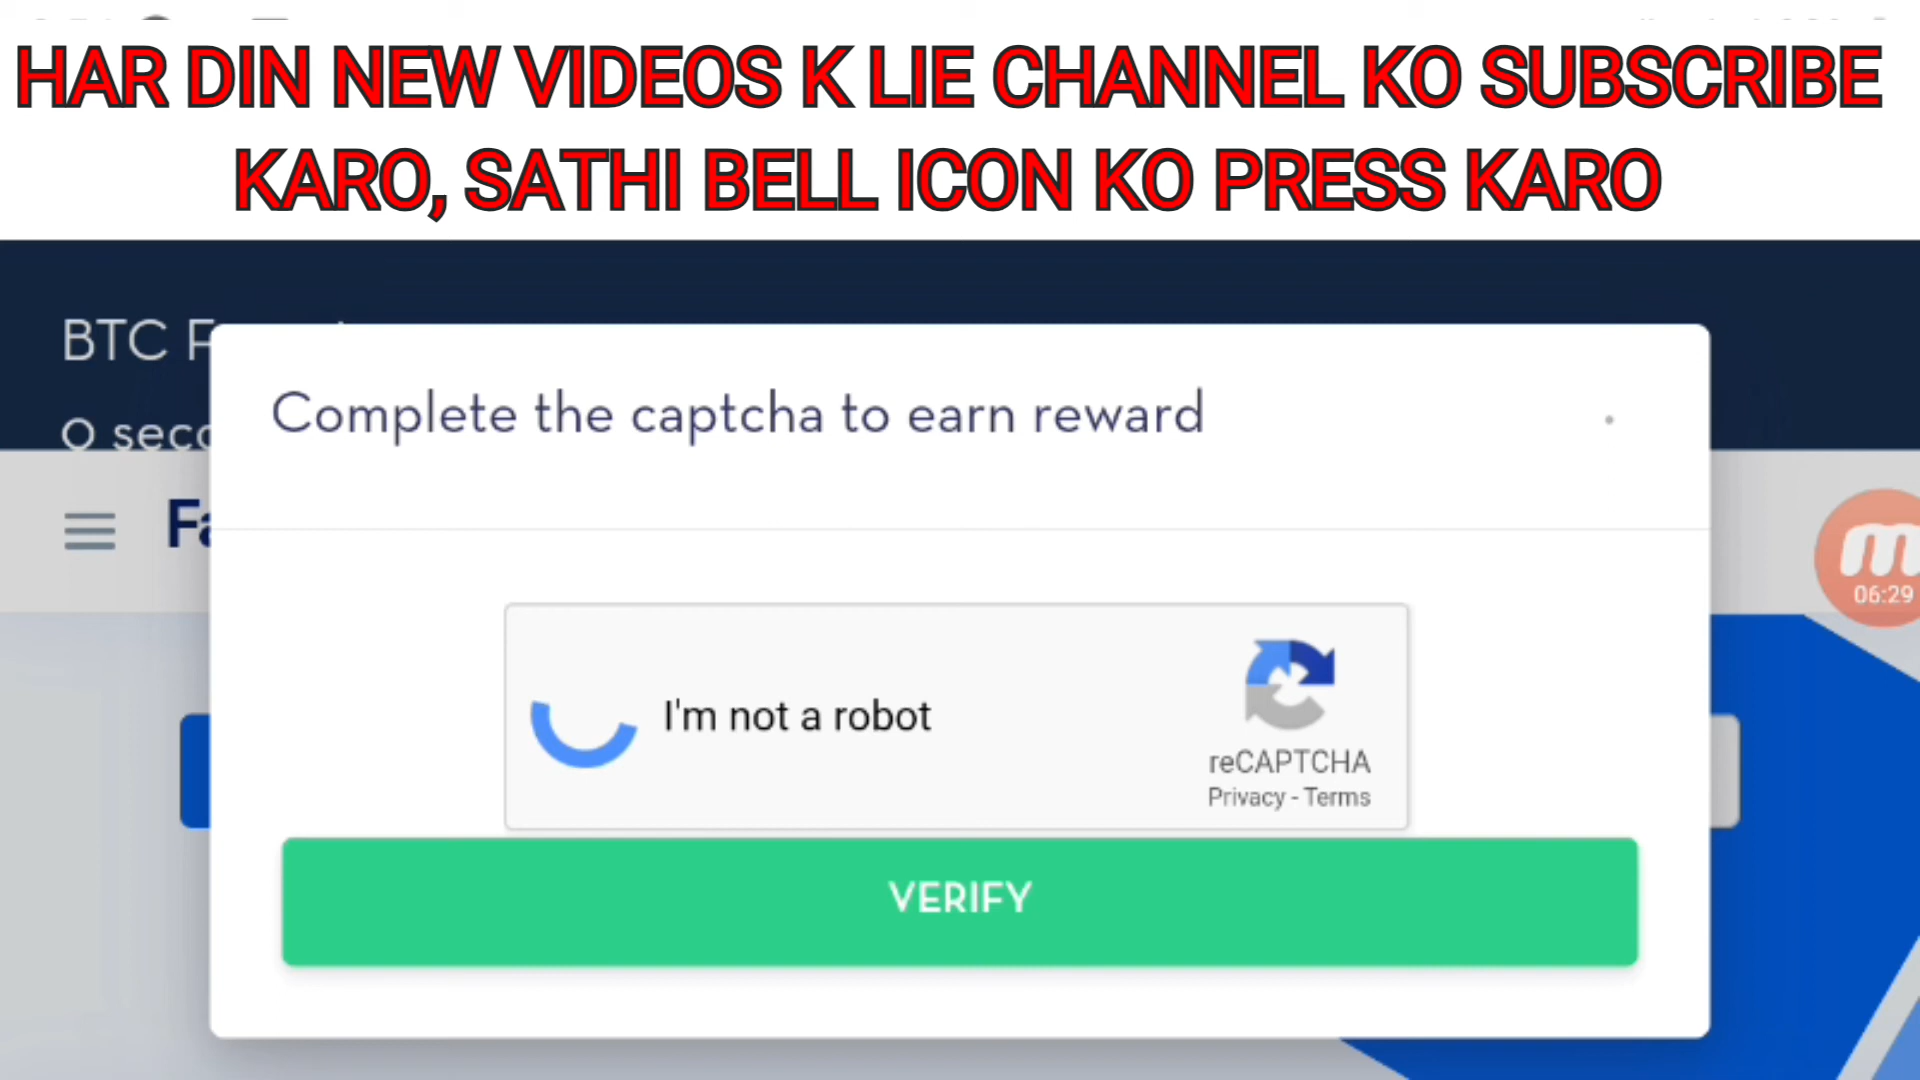 HAR DIN NEW VIDEOS K LIE CHANNEL KO SUBSCRIBE
KARO, SATHI BELL ICON KO PRESS KARO
BTC
Complete the captcha to earn reward
0
I'm not a robot
reCAPTCHA
Privacy - Terms
06:29
VERIFY